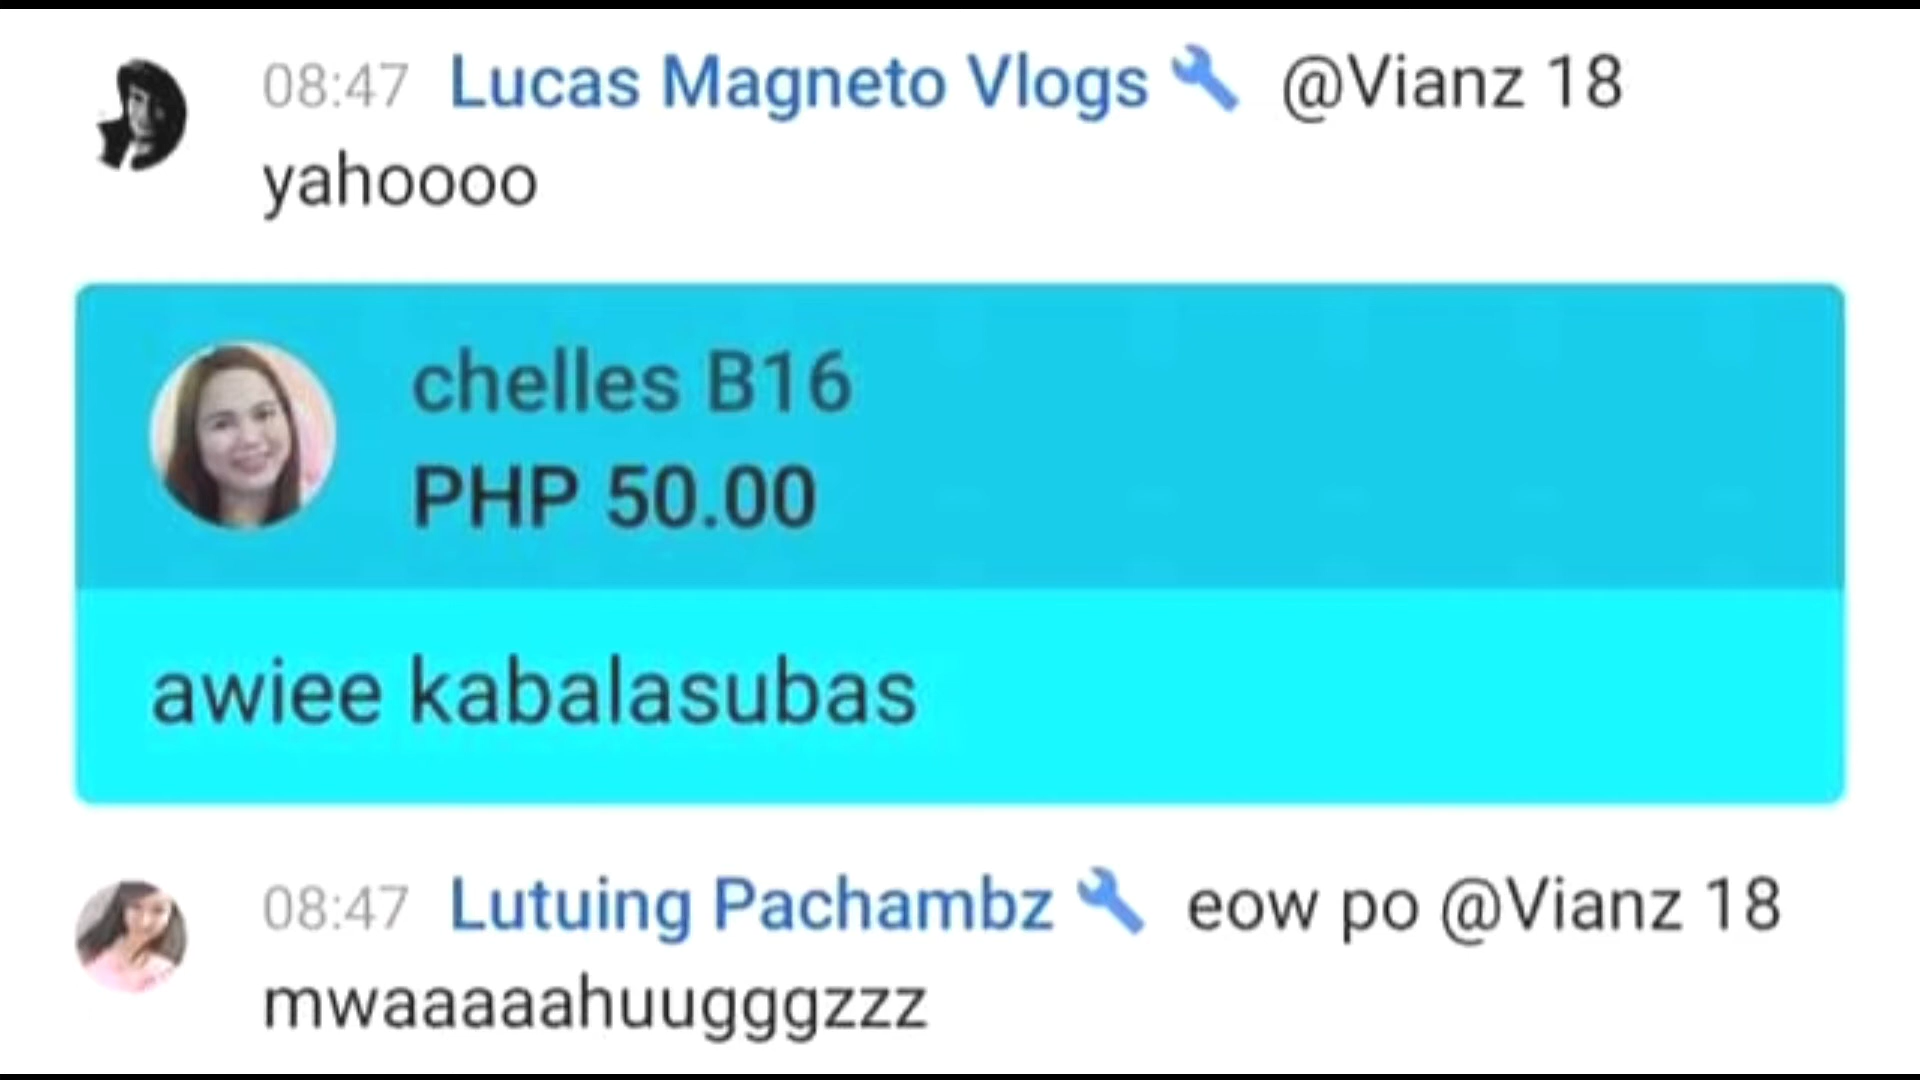 08:47 Lucas Magneto Vlogs @Vianz 18
yahoooo
chelles B16
PHP 50.00
awiee kabalasubas
08:47 Lutuing Pachambz eow po @Vianz 18
mwaaaaahuugggzzz